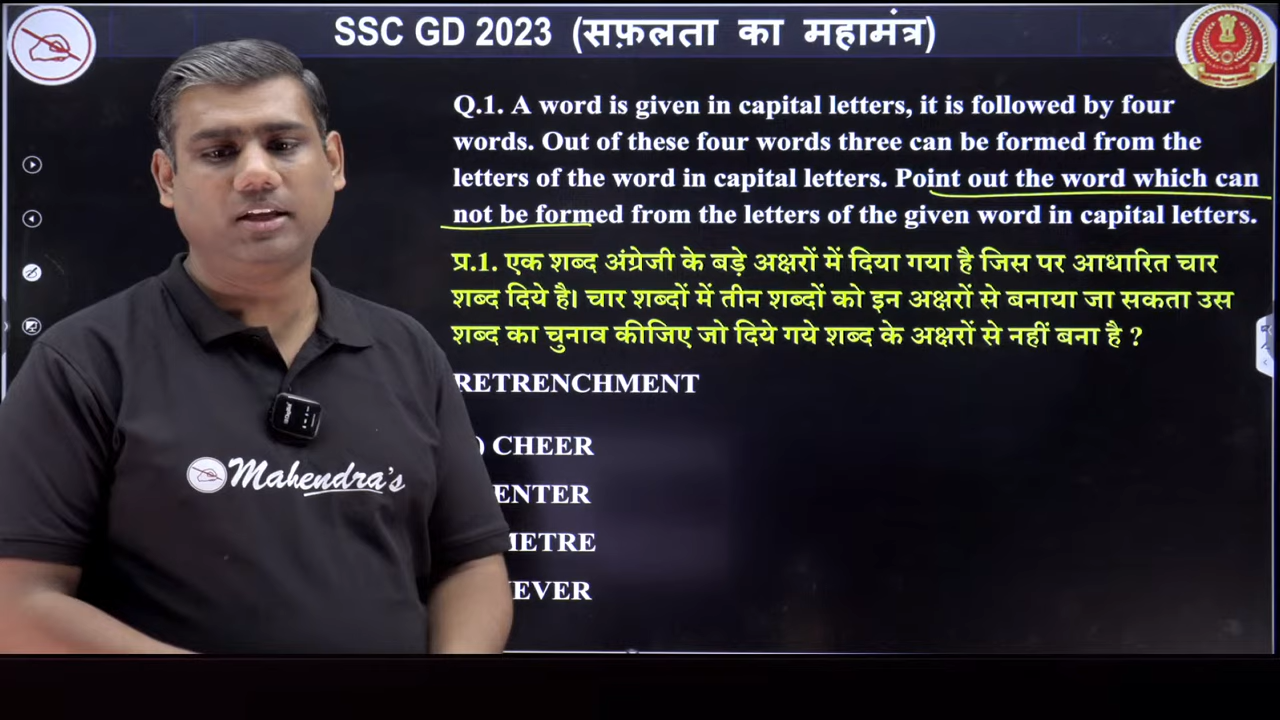 SSC GD 2023 (सफ़लता का महामंत्र)
Q.1. A word is given in capital letters, it is followed by four
words. Out of these four words three can be formed from the
letters of the word in capital letters. Point out the word which can
not be formed from the letters of the given word in capital letters.
प्र.1. एक शब्द अंग्रेजी के बड़े अक्षरों में दिया गया है जिस पर आधारित चार
शब्द दिये है। चार शब्दों में तीन शब्दों को इन अक्षरों से बनाया जा सकता उस
शब्द का चुनाव कीजिए जो दिये गये शब्द के अक्षरों से नहीं बना है ?
RETRENCHMENT
) CHEER
ENTER
METRE
EVER
Mahendra's